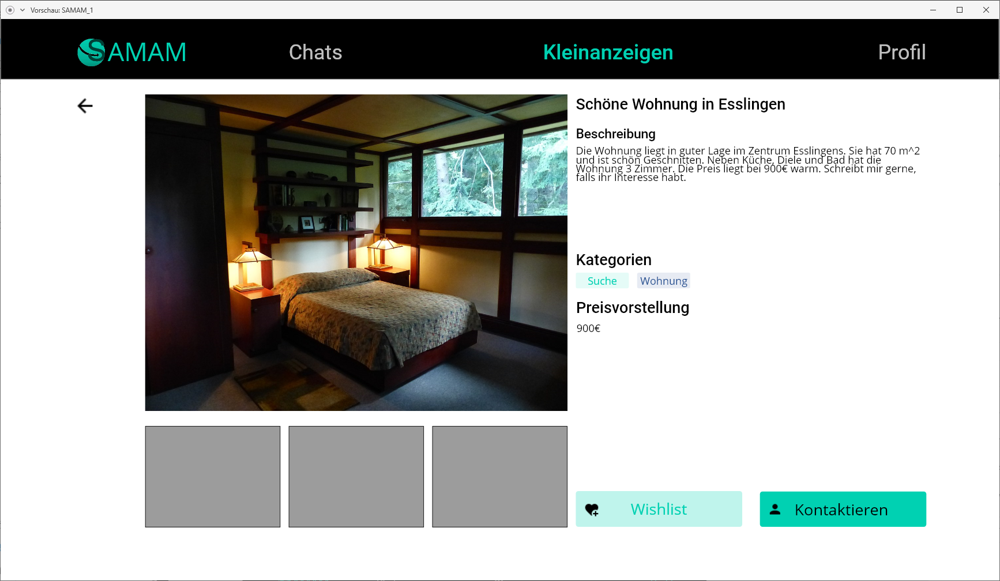 Vorschau: SAMAM_1
SAMAM
Chats
Kleinanzeigen
Profil
Schöne Wohnung in Esslingen
Beschreibung
Die Wohnung liegt in guter Lage im Zentrum Esslingens. Sie hat 70 m^2
und ist schön Geschnitten. Neben Küche, Diele und Bad hat die
Wohnung 3 Zimmer. Die Preis liegt bei 900€ warm. Schreibt mir gerne,
falls ihr Interesse habt.
Kategorien
Suche
Wohnung
Preisvorstellung
900€
Wishlist
Kontaktieren